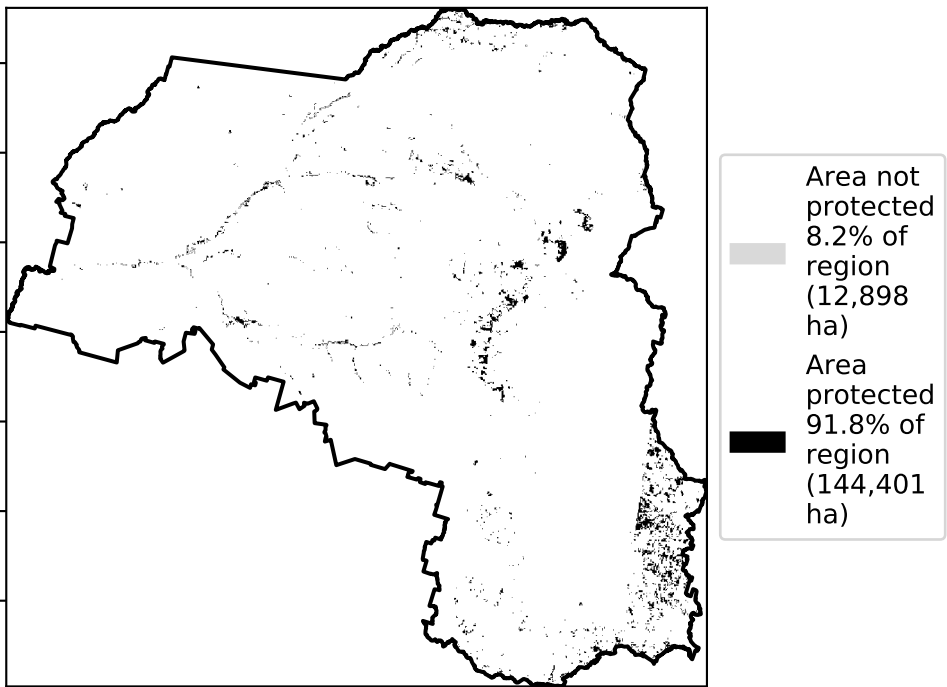 Area not
protected
8.2% of
region
(12,898
ha)
Area
protected
91.8% of
region
(144,401
ha)